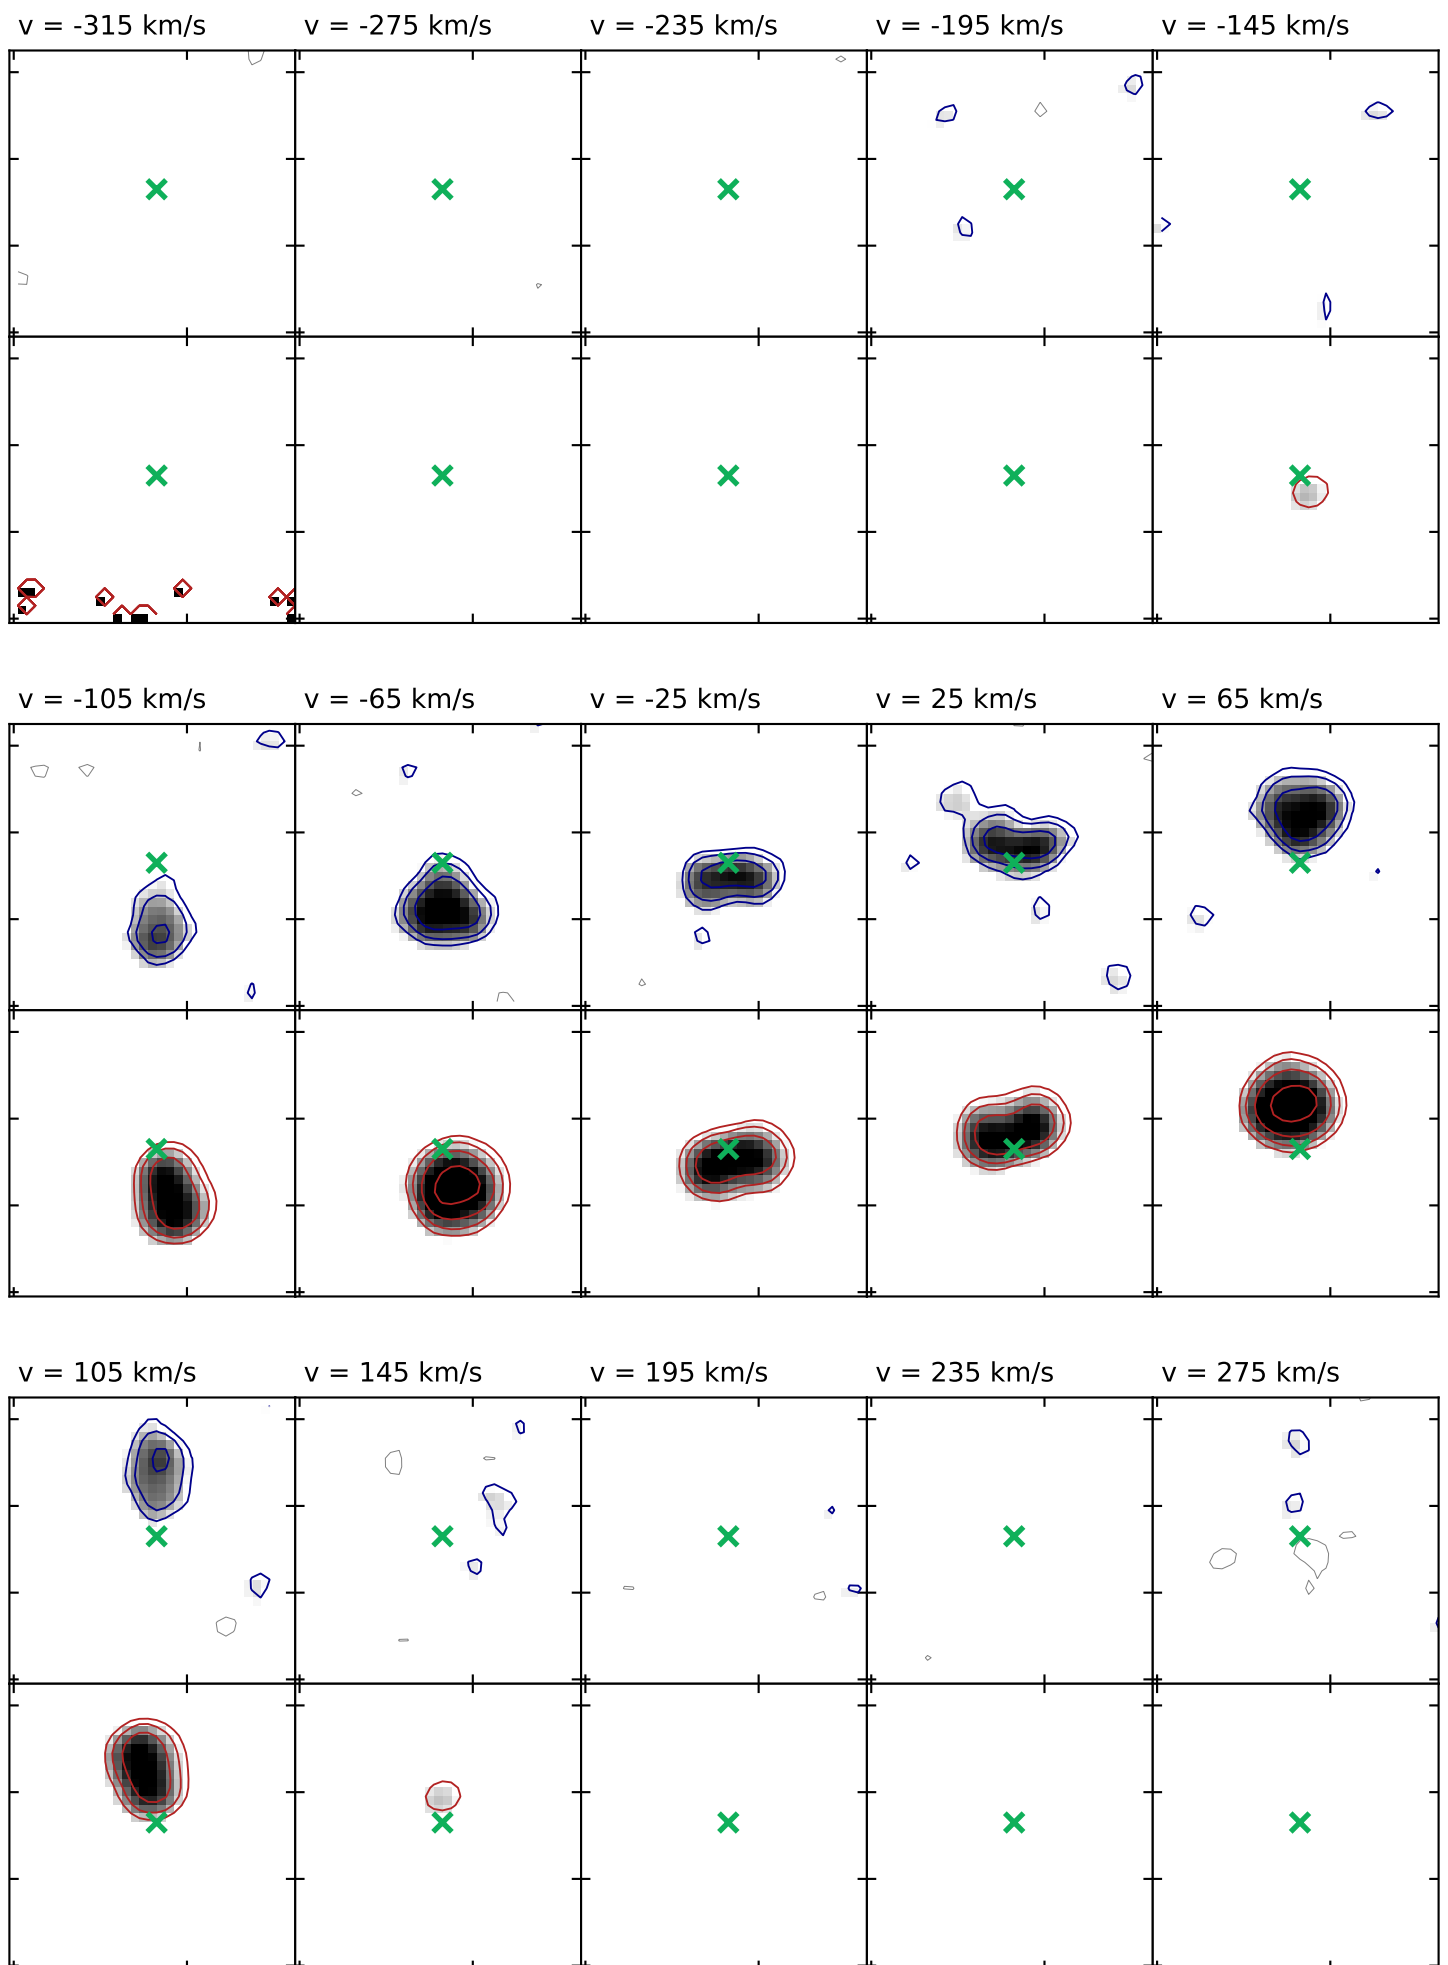 v = -315 km/s v = -275 km/s v = -235 km/s v = -195 km/s v = -145 km/s
v = -105 km/s v = -65 km/s v = -25 km/s v = 25 km/s v = 65 km/s
v = 105 km/s v = 145 km/s v = 195 km/s v = 235 km/s v = 275 km/s